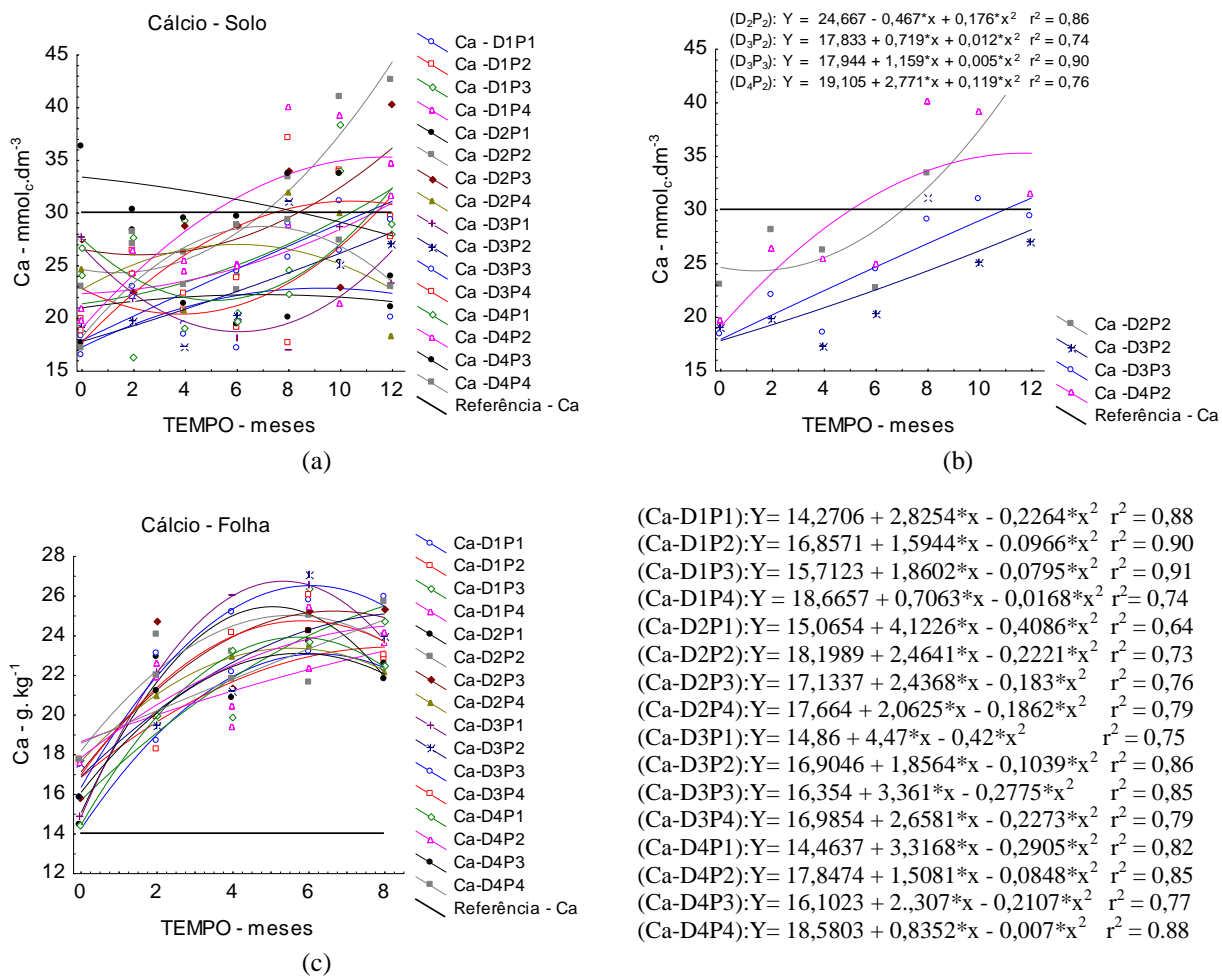 Cálcio - Solo
Ca - mmol_c.dm^-3
45
40
35
30
25
20
15
0 2 4 6 8 10 12
TEMPO - meses
Ca - D1P1
Ca - D1P2
Ca - D1P3
Ca - D1P4
Ca - D2P1
Ca -D2P2
Ca - D2P3
Ca - D2P4
Ca - D3P1
Ca - D3P2
Ca - D3P3
Ca - D3P4
Ca - D4P1
Ca - D4P2
Ca - D4P3
Ca - D4P4
Referência - Ca
(a)
(D₂P₂): Y = 24,667 - 0,467*x + 0,176*x² r² = 0,86
(D₃P₂): Y = 17,833 + 0,719*x + 0,012*x² r² = 0,74
(D₃P₃): Y = 17,944 + 1,159*x + 0,005*x² r² = 0,90
(D₄P₂): Y = 19,105 + 2,771*x + 0,119*x² r² = 0,76
Ca - mmol_c.dm^-3
45
40
35
30
25
20
15
0 2 4 6 8 10 12
TEMPO - meses
Ca -D2P2
Ca -D3P2
Ca -D3P3
Ca -D4P2
Referência - Ca
(b)
Cálcio - Folha
Ca - g. kg^-1
28
26
24
22
20
18
16
14
12
0 2 4 6 8
TEMPO - meses
Ca-D1P1
Ca-D1P2
Ca-D1P3
Ca-D1P4
Ca-D2P1
Ca-D2P2
Ca-D2P3
Ca-D2P4
Ca-D3P1
Ca-D3P2
Ca-D3P3
Ca-D3P4
Ca-D4P1
Ca-D4P2
Ca-D4P3
Ca-D4P4
Referência - Ca
(c)
(Ca-D1P1):Y= 14,2706 + 2,8254*x - 0,2264*x² r² = 0,88
(Ca-D1P2):Y= 16,8571 + 1,5944*x - 0.0966*x² r² = 0.90
(Ca-D1P3):Y= 15,7123 + 1,8602*x - 0,0795*x² r² = 0,91
(Ca-D1P4):Y = 18,6657 + 0,7063*x - 0,0168*x² r² = 0,74
(Ca-D2P1):Y= 15,0654 + 4,1226*x - 0,4086*x² r² = 0,64
(Ca-D2P2):Y= 18,1989 + 2,4641*x - 0,2221*x² r² = 0,73
(Ca-D2P3):Y= 17,1337 + 2,4368*x - 0,183*x² r² = 0,76
(Ca-D2P4):Y= 17,664 + 2,0625*x - 0,1862*x² r² = 0,79
(Ca-D3P1):Y= 14,86 + 4,47*x - 0,42*x² r² = 0,75
(Ca-D3P2):Y= 16,9046 + 1,8564*x - 0,1039*x² r² = 0,86
(Ca-D3P3):Y= 16,354 + 3,361*x - 0,2775*x² r² = 0,85
(Ca-D3P4):Y= 16,9854 + 2,6581*x - 0,2273*x² r² = 0,79
(Ca-D4P1):Y= 14,4637 + 3,3168*x - 0,2905*x² r² = 0,82
(Ca-D4P2):Y= 17,8474 + 1,5081*x - 0,0848*x² r² = 0,85
(Ca-D4P3):Y= 16,1023 + 2.,307*x - 0,2107*x² r² = 0,77
(Ca-D4P4):Y= 18,5803 + 0,8352*x - 0,007*x² r² = 0.88